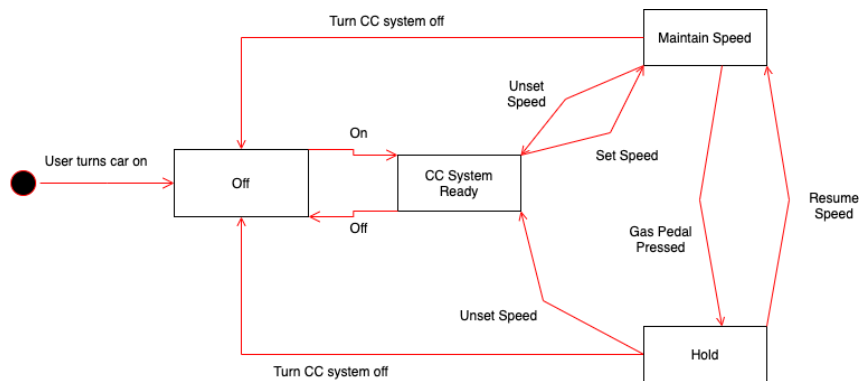 Turn CC system off
Maintain Speed
Unset
Speed
On
Set Speed
User turns car on
Off
CC System
Ready
Resume
Speed
Off
Gas Pedal
Pressed
Unset Speed
Hold
Turn CC system off